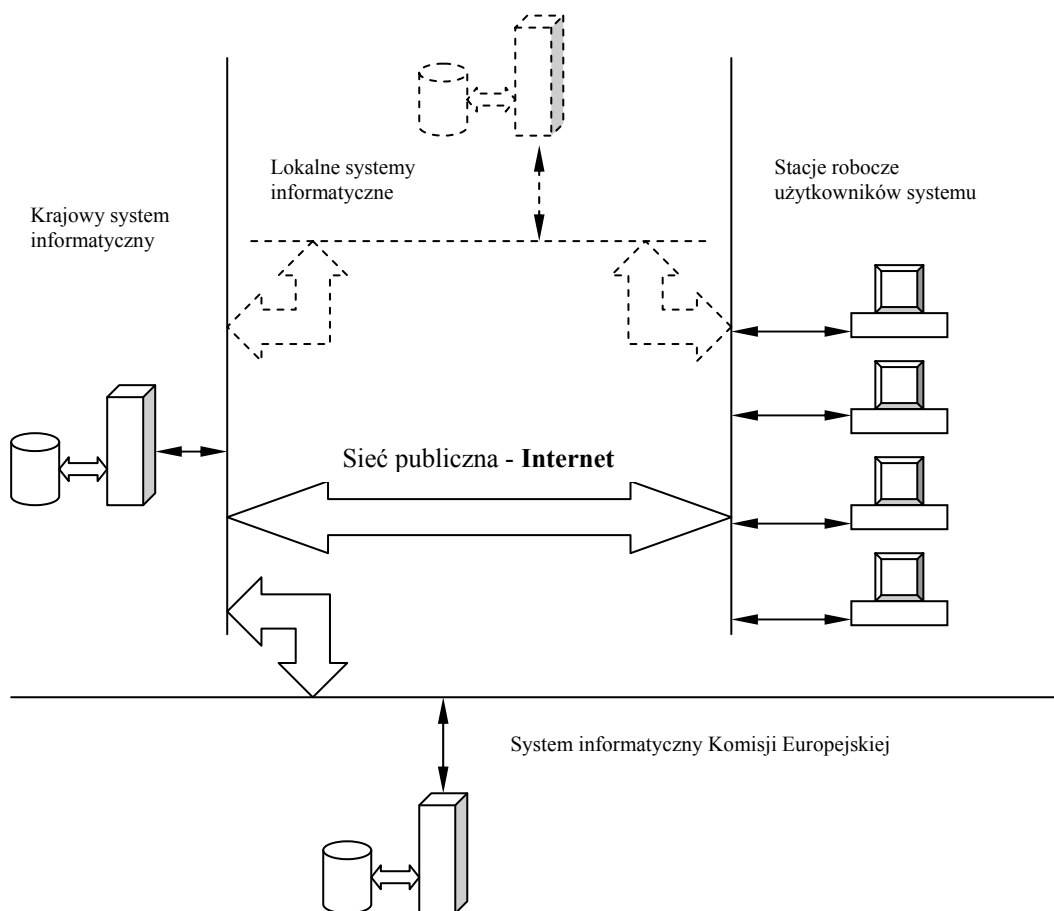 Lokalne systemy
informatyczne
Stacje robocze
użytkowników systemu
Krajowy system
informatyczny
Sieć publiczna - Internet
System informatyczny Komisji Europejskiej